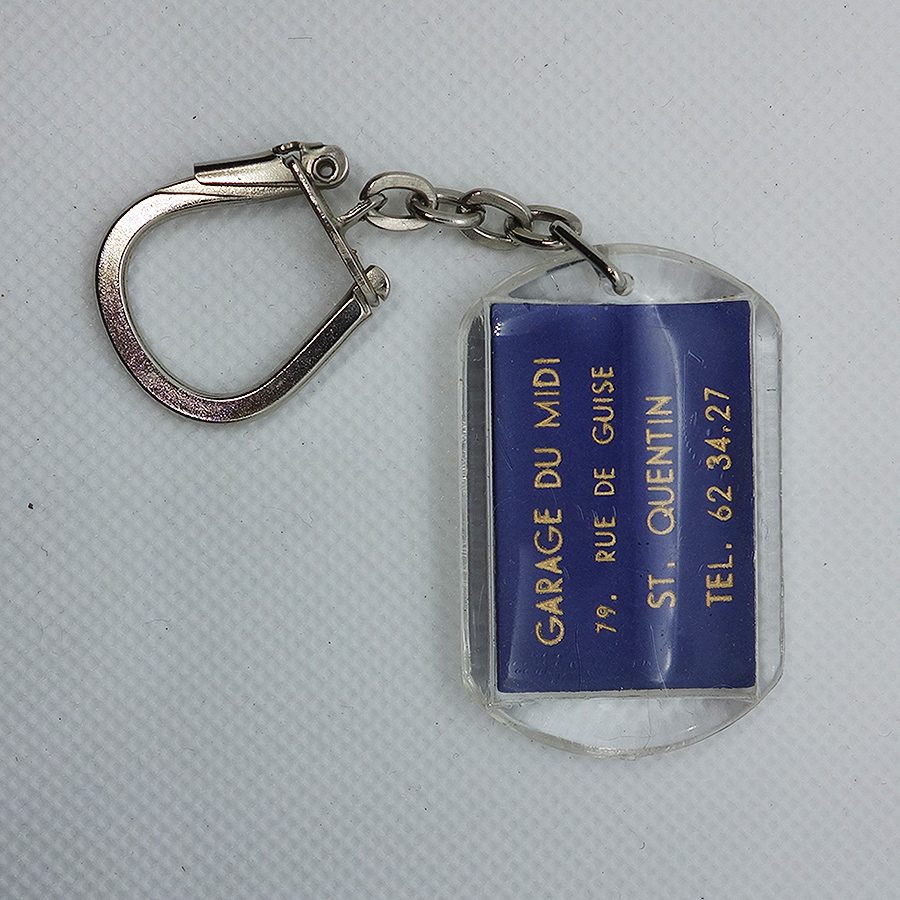 GARAGE DU MIDI
79. RUE DE GUISE
ST. QUENTIN
TEL. 62 34.27